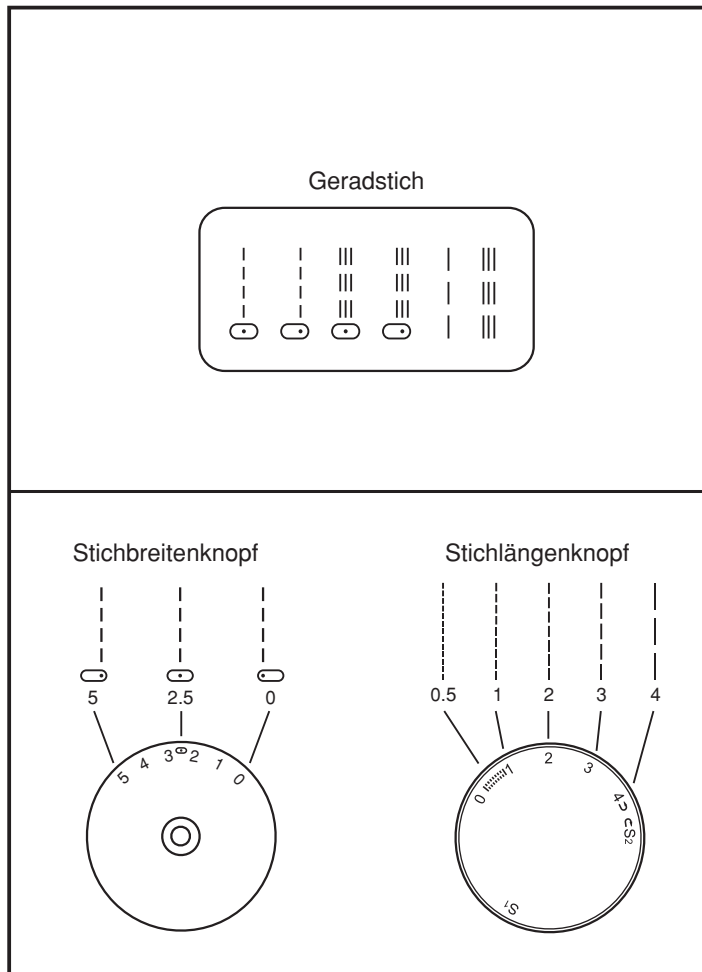 Geradstich
Stichbreitenknopf
5 2.5 0
5 4 3 2 1 0
Stichlängenknopf
0.5 1 2 3 4
0 1 2 3 4 S2
S1